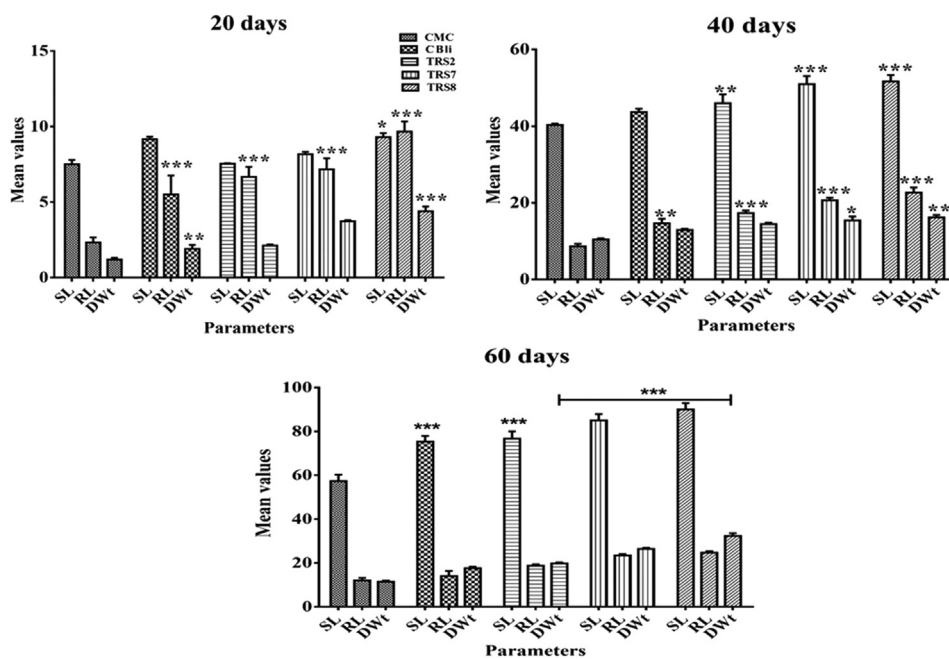 20 days
CMC
CBli
TRS2
TRS7
TRS8
15
10
5
0
Mean values
* *** *** *** *** ** ***
SL RL DWt SL RL DWt SL RL DWt SL RL DWt SL RL DWt
Parameters
40 days
60
40
20
0
Mean values
** *** *** ** *** *** * *** **
SL RL DWt SL RL DWt SL RL DWt SL RL DWt SL RL DWt
Parameters
60 days
100
80
60
40
20
0
Mean values
*** *** ***
SL RL DWt SL RL DWt SL RL DWt SL RL DWt SL RL DWt
Parameters